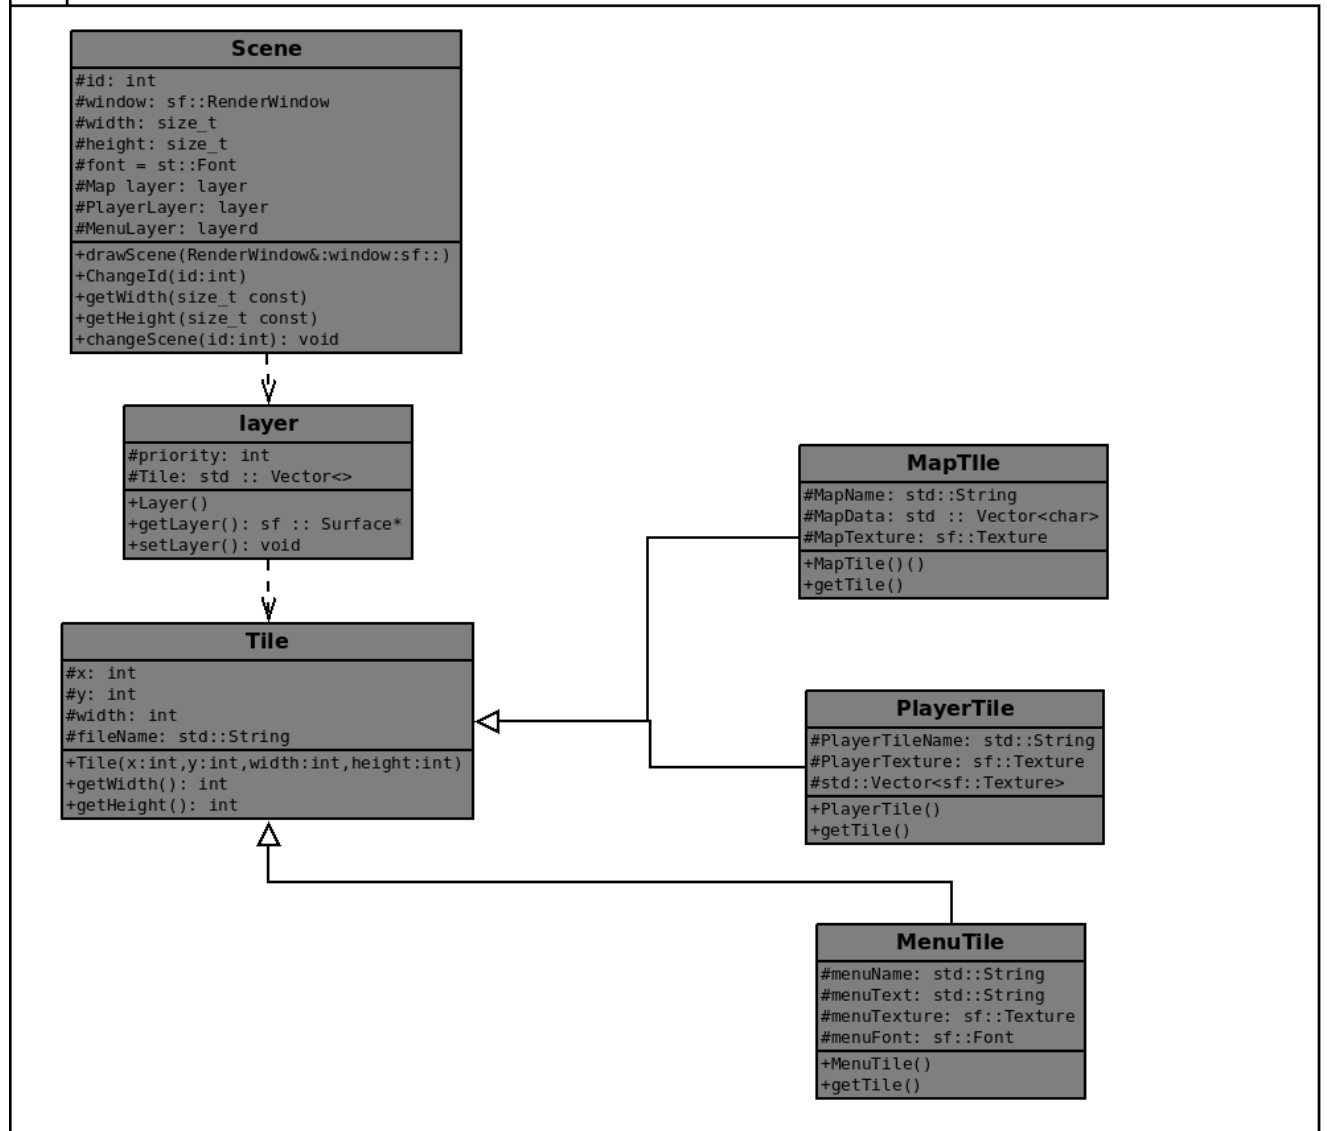 Scene
#id: int
#window: sf::RenderWindow
#width: size_t
#height: size_t
#font = st::Font
#Map layer: layer
#PlayerLayer: layer
#MenuLayer: layerd
+drawScene(RenderWindow&:window:sf::)
+ChangeId(id:int)
+getWidth(size_t const)
+getHeight(size_t const)
+changeScene(id:int): void
layer
#priority: int
#Tile: std :: Vector<>
+Layer()
+getLayer(): sf :: Surface*
+setLayer(): void
Tile
#x: int
#y: int
#width: int
#fileName: std::String
+Tile(x:int,y:int,width:int,height:int)
+getWidth(): int
+getHeight(): int
MapTIle
#MapName: std::String
#MapData: std :: Vector<char>
#MapTexture: sf::Texture
+MapTile()()
+getTile()
PlayerTile
#PlayerTileName: std::String
#PlayerTexture: sf::Texture
#std::Vector<sf::Texture>
+PlayerTile()
+getTile()
MenuTile
#menuName: std::String
#menuText: std::String
#menuTexture: sf::Texture
#menuFont: sf::Font
+MenuTile()
+getTile()